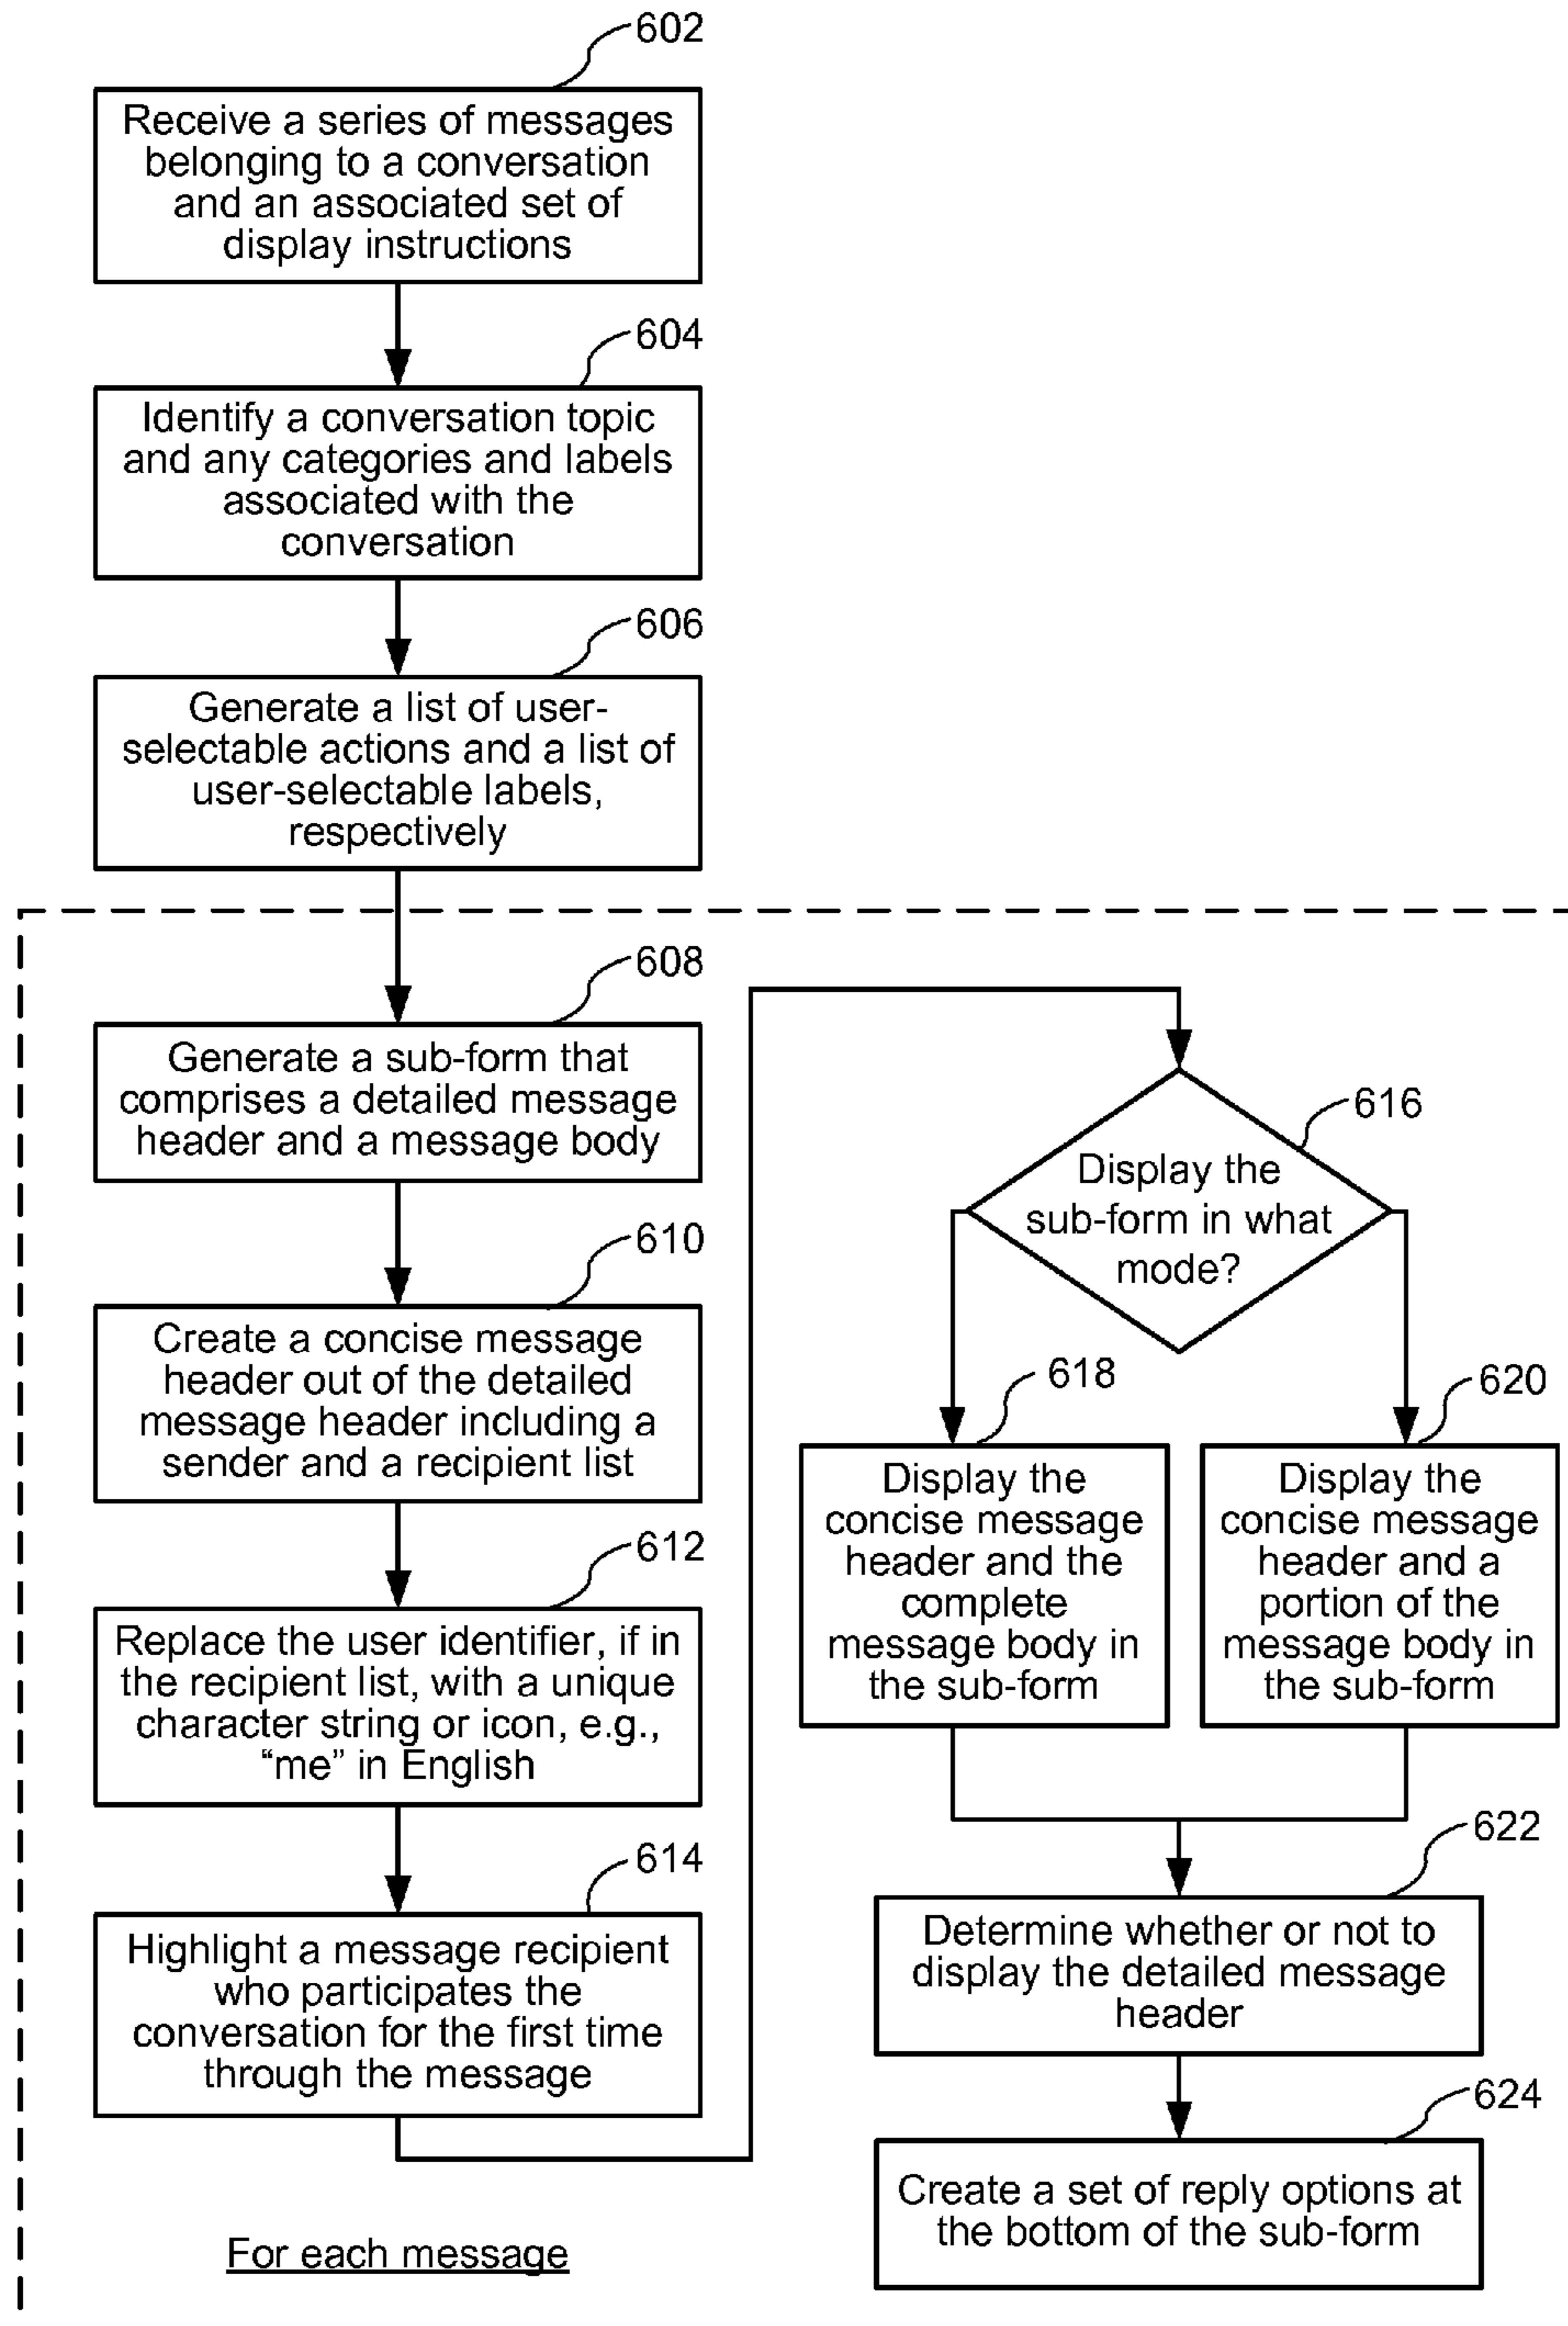 602
Receive a series of messages
belonging to a conversation
and an associated set of
display instructions
604
Identify a conversation topic
and any categories and labels
associated with the
conversation
606
Generate a list of user-
selectable actions and a list of
user-selectable labels,
respectively
608
Generate a sub-form that
comprises a detailed message
header and a message body
610
Create a concise message
header out of the detailed
message header including a
sender and a recipient list
612
Replace the user identifier, if in
the recipient list, with a unique
character string or icon, e.g.,
“me” in English
614
Highlight a message recipient
who participates the
conversation for the first time
through the message
For each message
616
Display the
sub-form in what
mode?
618
Display the
concise message
header and the
complete
message body in
the sub-form
620
Display the
concise message
header and a
portion of the
message body in
the sub-form
622
Determine whether or not to
display the detailed message
header
624
Create a set of reply options at
the bottom of the sub-form